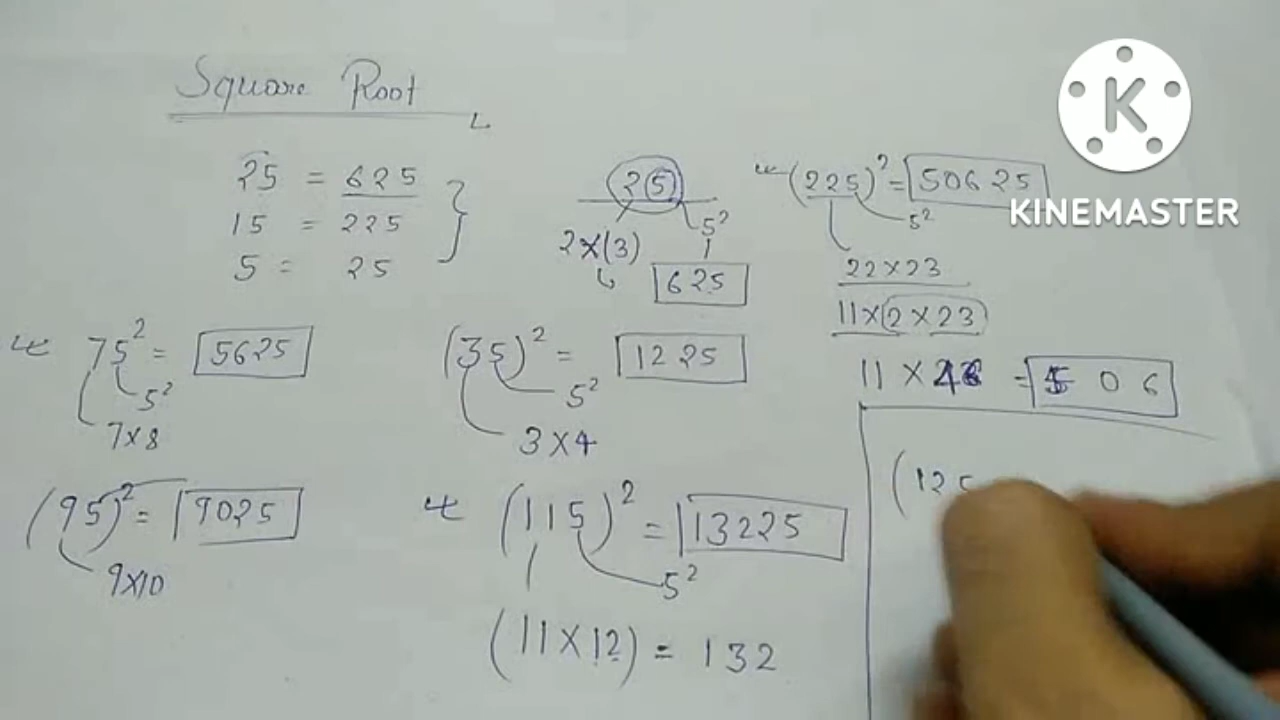 Square Root
25 = 625
15 = 225
5 = 25
25
5²
2×(3)
625
(225)² = 50625
5²
22×23
11×2×23
11 × 46 = 506
75² = 5625
5²
7×8
(35)² = 1225
5²
3×4
(95)² = 9025
9×10
(115)² = 13225
5²
(11×12) = 132
(125
KINEMASTER